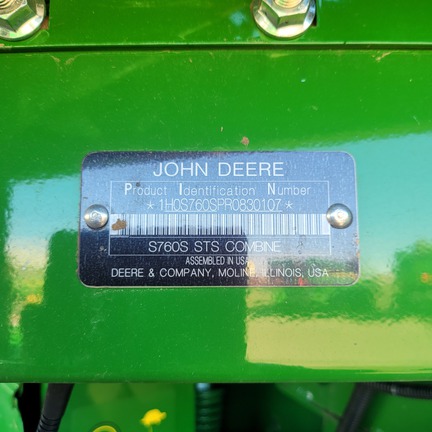 JOHN DEERE
Product Identification Number
*1H0S760SPR0830107*
S760S STS COMBINE
ASSEMBLED IN USA
DEERE & COMPANY, MOLINE, ILLINOIS, USA